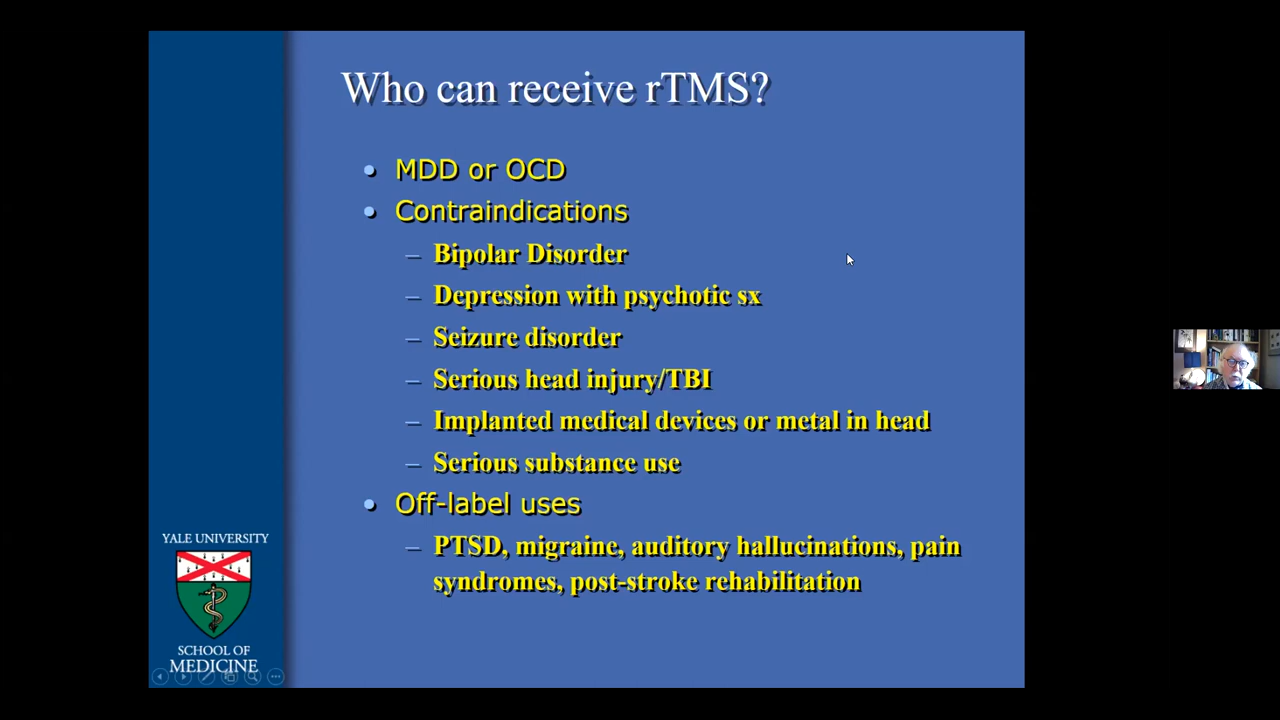 Who can receive rTMS?
• MDD or OCD
• Contraindications
– Bipolar Disorder
– Depression with psychotic sx
– Seizure disorder
– Serious head injury/TBI
– Implanted medical devices or metal in head
– Serious substance use
• Off-label uses
– PTSD, migraine, auditory hallucinations, pain
syndromes, post-stroke rehabilitation
YALE UNIVERSITY
SCHOOL OF
MEDICINE